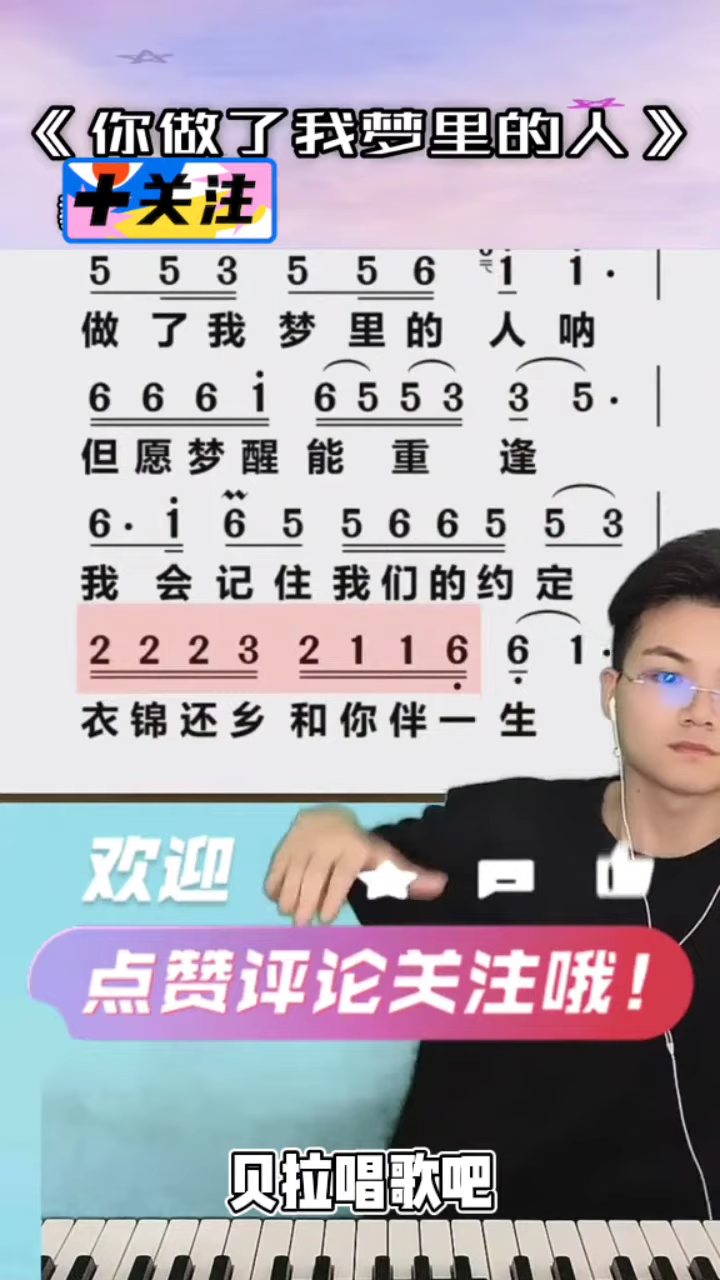 《你做了我梦里的人》
+关注
5 5 3 5 5 6 1 1·
做了我梦里的人呐
6 6 6 1 6 5 5 3 3 5·
但愿梦醒能重逢
6· 1 6 5 5 6 6 5 5 3
我会记住我们的约定
2 2 2 3 2 1 1 6 6 1·
衣锦还乡和你伴一生
欢迎
点赞评论关注哦！
贝拉唱歌吧